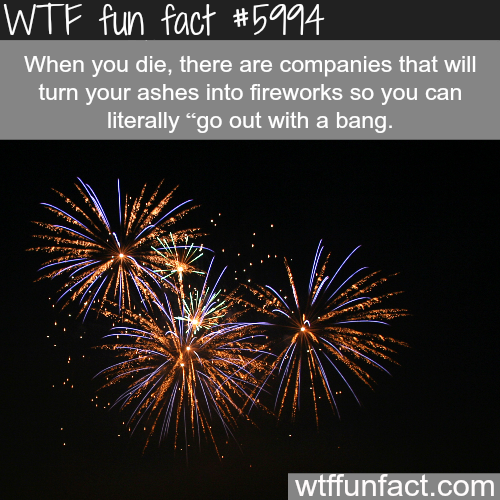 WTF fun fact #5994
When you die, there are companies that will
turn your ashes into fireworks so you can
literally “go out with a bang.
wtffunfact.com